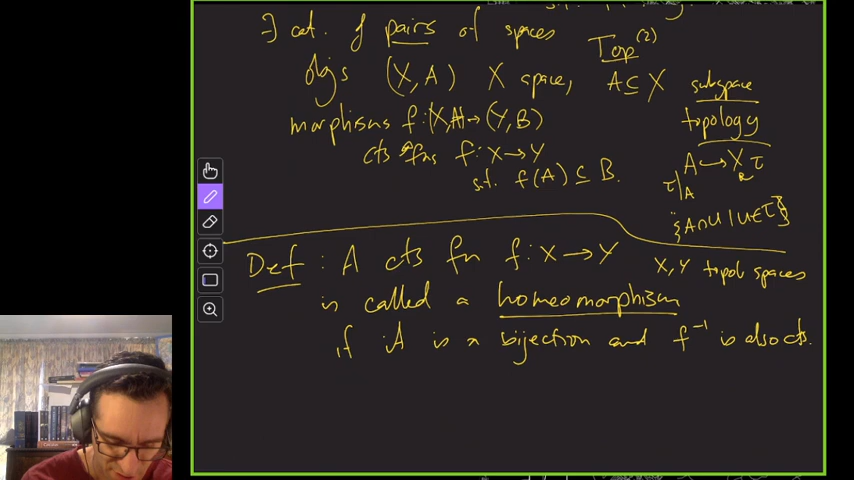 ∃ cat. of pairs of spaces
Top⁽²⁾
objs (X, A) X space, A ⊆ X subspace topology
morphisms f: (X,A) → (Y, B)
cts fns f: X → Y
s.t. f(A) ⊆ B.
A ↪ X τ
τ|_A
{A∩U | U∈τ}
Def: A cts fn f: X → Y
X, Y topol spaces
is called a homeomorphism
if it is a bijection and f⁻¹ is also cts.